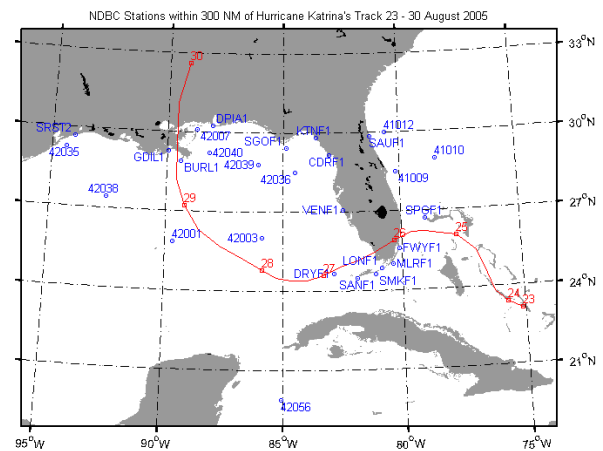 NDBC Stations within 300 NM of Hurricane Katrina's Track 23 - 30 August 2005
33°N
30
DPIA1
30°N
SRST2
42007
KTNF1
41012
42035
SGOF1
SAUF1
GDIL1
42040
41010
BURL1
42039
CDRF1
42036
41009
42038
29
VENF1
SPGF1
27°N
42001
42003
26
25
FWYF1
28
LONF1
MLRF1
27
DRYF1
SMKF1
24°N
SANF1
24
23
21°N
42056
95°W
90°W
85°W
80°W
75°W